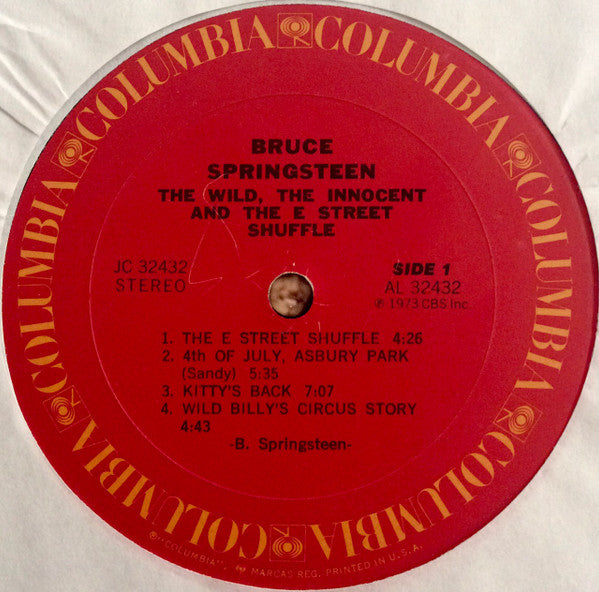 COLUMBIA COLUMBIA COLUMBIA COLUMBIA COLUMBIA COLUMBIA COLUMBIA
BRUCE
SPRINGSTEEN
THE WILD, THE INNOCENT
AND THE E STREET
SHUFFLE
JC 32432
STEREO
SIDE 1
AL 32432
℗ 1973 CBS Inc.
1. THE E STREET SHUFFLE 4:26
2. 4th OF JULY, ASBURY PARK
(Sandy) 5:35
3. KITTY'S BACK 7:07
4. WILD BILLY'S CIRCUS STORY
4:43
-B. Springsteen-
®"COLUMBIA", MARCAS REG. PRINTED IN U.S.A.